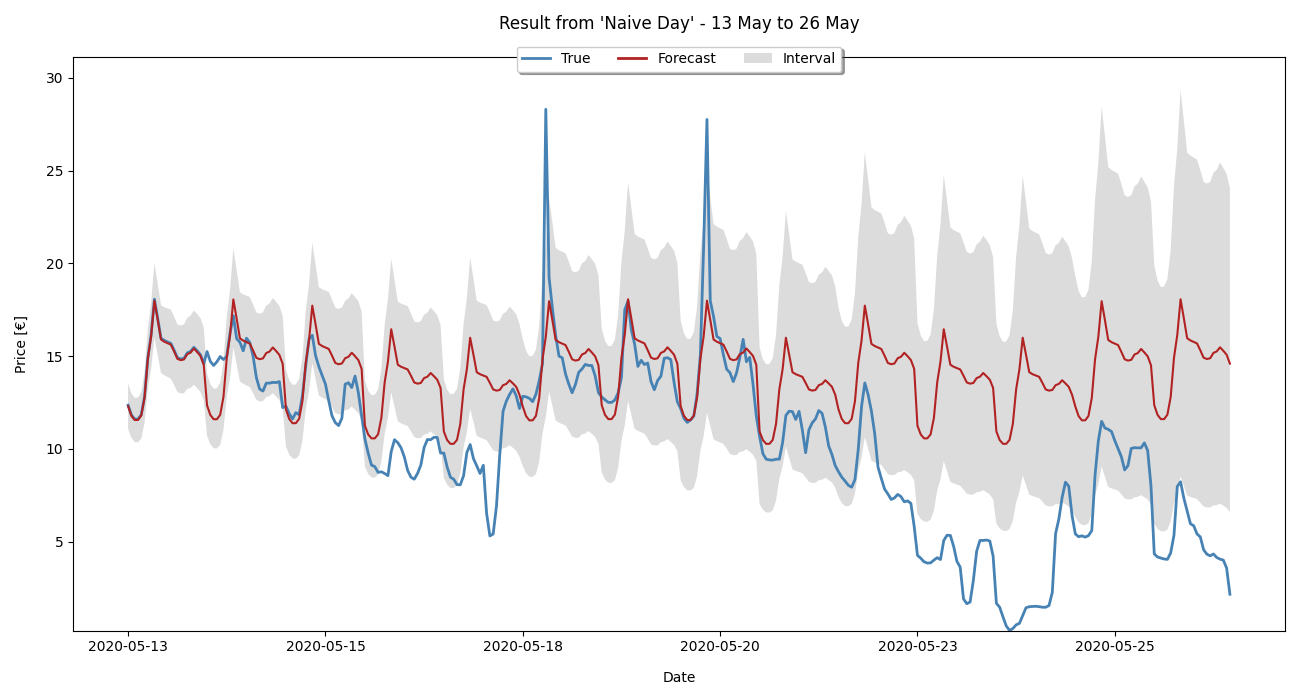 Result from 'Naive Day' - 13 May to 26 May
True Forecast Interval
30
25
20
15
10
5
Price [€]
2020-05-13 2020-05-15 2020-05-18 2020-05-20 2020-05-23 2020-05-25
Date